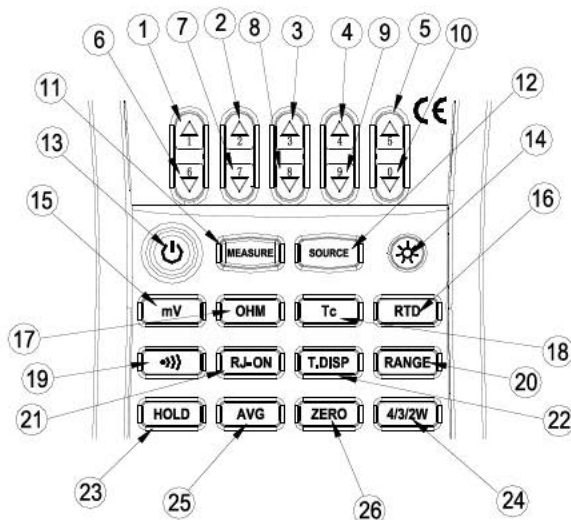 6 1 7 2 8 3 4 9 5 10
11 12
1 2 3 4 5 CE
13 6 7 8 9 0 14
15 MEASURE SOURCE 16
mV OHM Tc RTD
17 18
19 •))) RJ-ON T.DISP RANGE 20
21 22
HOLD AVG ZERO 4/3/2W
23 25 26 24